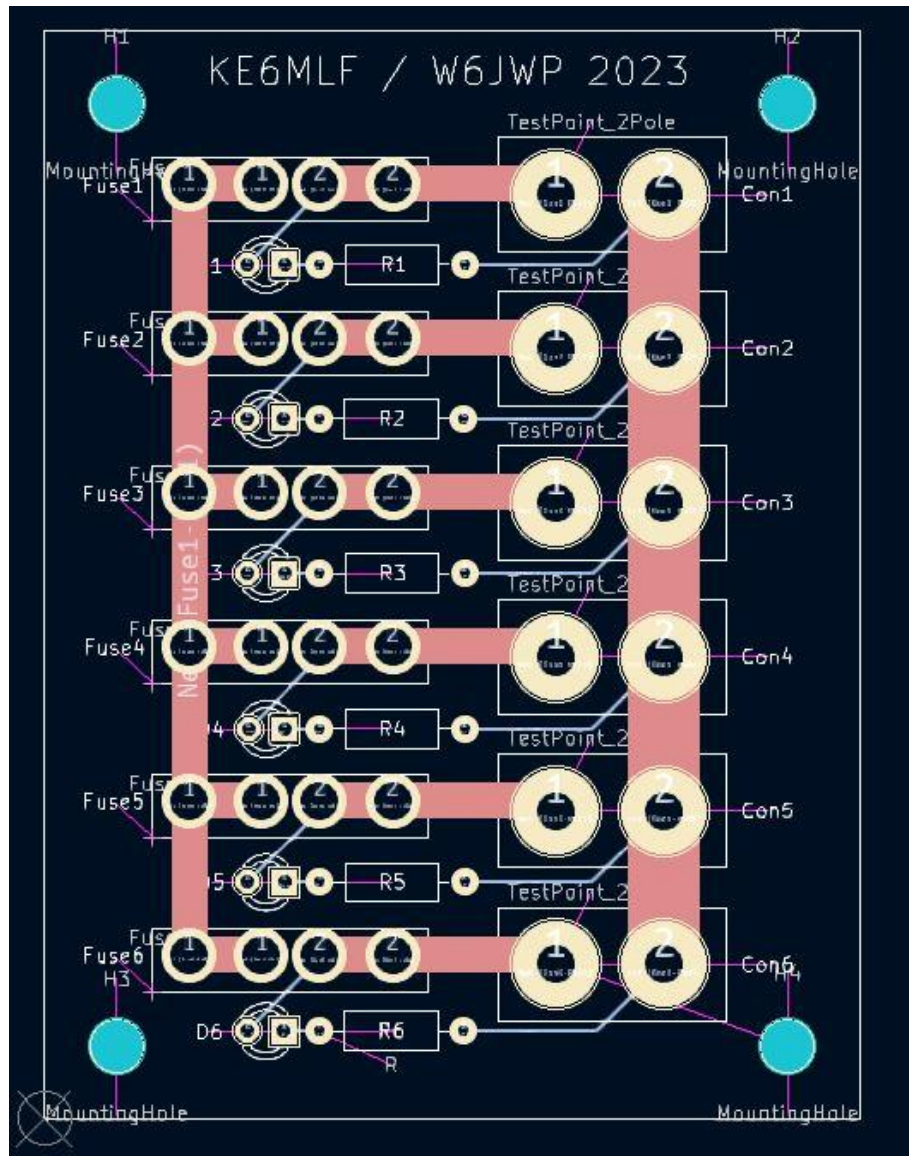 H1
H2
KE6MLF / W6JWP 2023
TestPoint_2Pole
MountingHole
Fuse1
1 1 2 2
1 2
Con1
1
R1
TestPoint_2
Fuse2
1 1 2 2
1 2
Con2
2
R2
TestPoint_2
Fuse3
1 1 2 2
1 2
Con3
3
R3
TestPoint_2
Fuse4
1 1 2 2
1 2
Con4
D4
R4
TestPoint_2
Fuse5
1 1 2 2
1 2
Con5
D5
R5
TestPoint_2
Fuse6
1 1 2 2
1 2
Con6
H3
H4
D6
R6
R
MountingHole
MountingHole